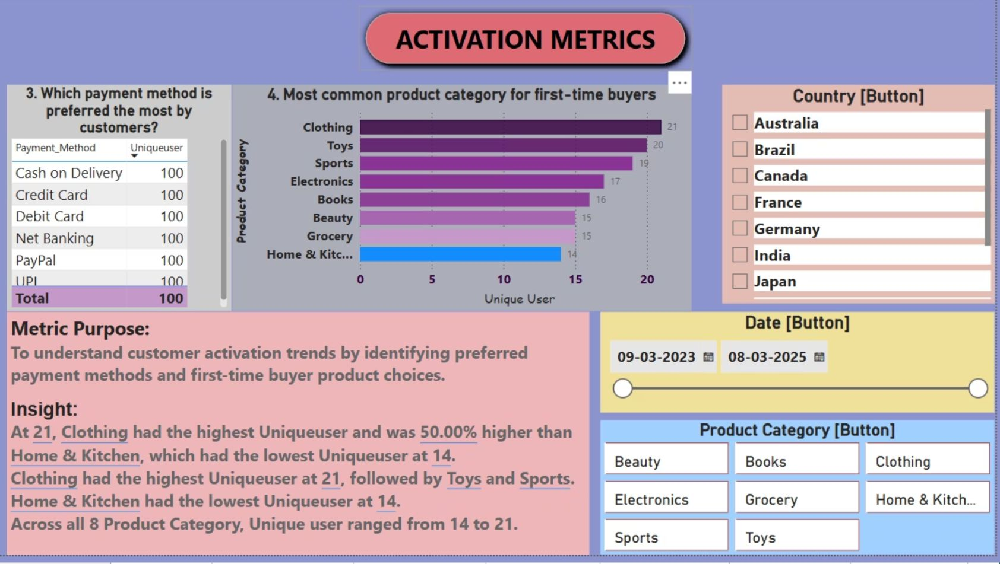 ACTIVATION METRICS
...
3. Which payment method is
preferred the most by
customers?
Payment_Method Uniqueuser
Cash on Delivery 100
Credit Card 100
Debit Card 100
Net Banking 100
PayPal 100
UPI 100
Total 100
4. Most common product category for first-time buyers
Product Category
Clothing 21
Toys 20
Sports 19
Electronics 17
Books 16
Beauty 15
Grocery 15
Home & Kitc... 14
0 5 10 15 20
Unique User
Country [Button]
Australia
Brazil
Canada
France
Germany
India
Japan
Metric Purpose:
To understand customer activation trends by identifying preferred
payment methods and first-time buyer product choices.
Insight:
At 21, Clothing had the highest Uniqueuser and was 50.00% higher than
Home & Kitchen, which had the lowest Uniqueuser at 14.
Clothing had the highest Uniqueuser at 21, followed by Toys and Sports.
Home & Kitchen had the lowest Uniqueuser at 14.
Across all 8 Product Category, Unique user ranged from 14 to 21.
Date [Button]
09-03-2023 08-03-2025
Product Category [Button]
Beauty Books Clothing
Electronics Grocery Home & Kitch...
Sports Toys